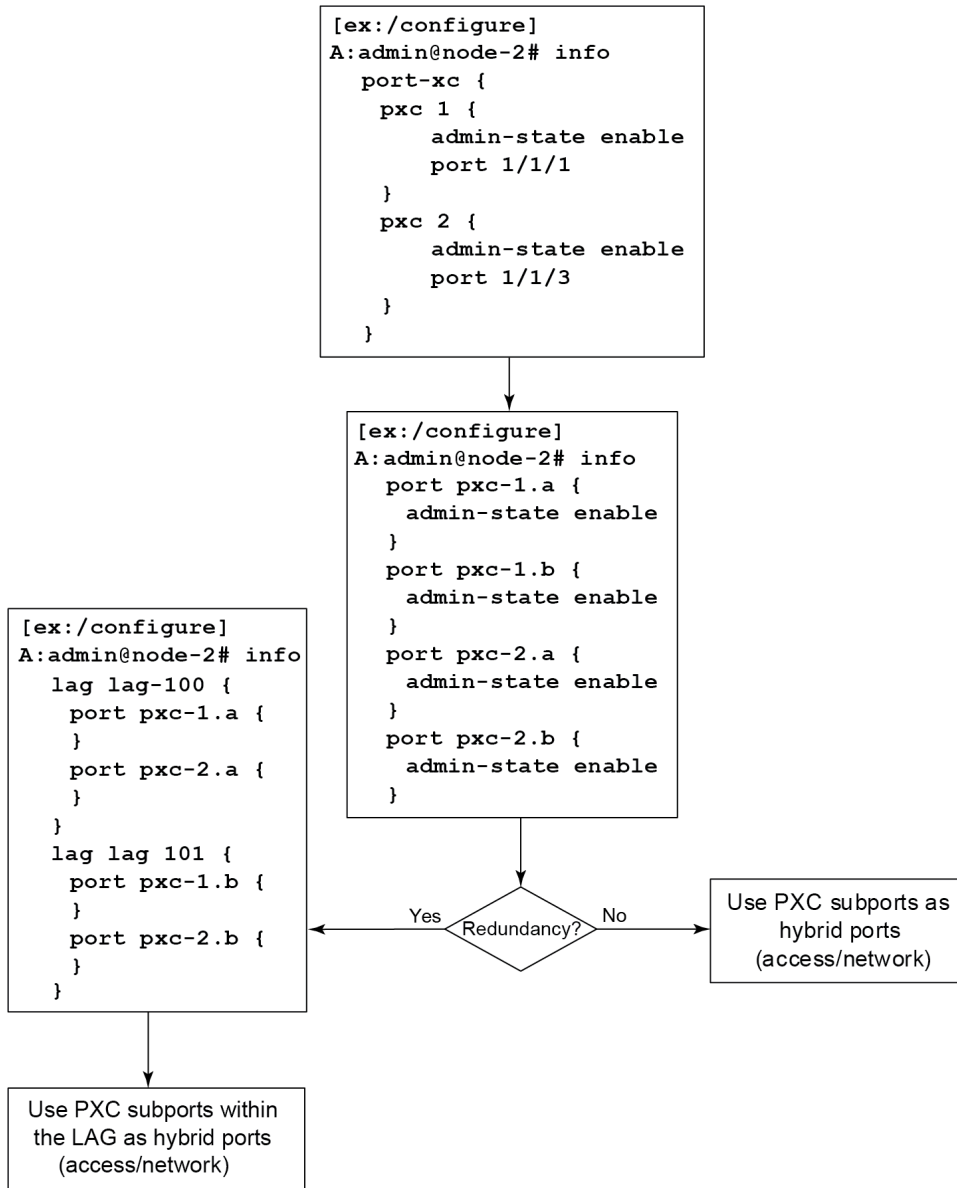 [ex:/configure]
A:admin@node-2# info
port-xc {
pxc 1 {
admin-state enable
port 1/1/1
}
pxc 2 {
admin-state enable
port 1/1/3
}
}
[ex:/configure]
A:admin@node-2# info
port pxc-1.a {
admin-state enable
}
port pxc-1.b {
admin-state enable
}
port pxc-2.a {
admin-state enable
}
port pxc-2.b {
admin-state enable
}
[ex:/configure]
A:admin@node-2# info
lag lag-100 {
port pxc-1.a {
}
port pxc-2.a {
}
}
lag lag 101 {
port pxc-1.b {
}
port pxc-2.b {
}
}
Yes
Redundancy?
No
Use PXC subports as
hybrid ports
(access/network)
Use PXC subports within
the LAG as hybrid ports
(access/network)